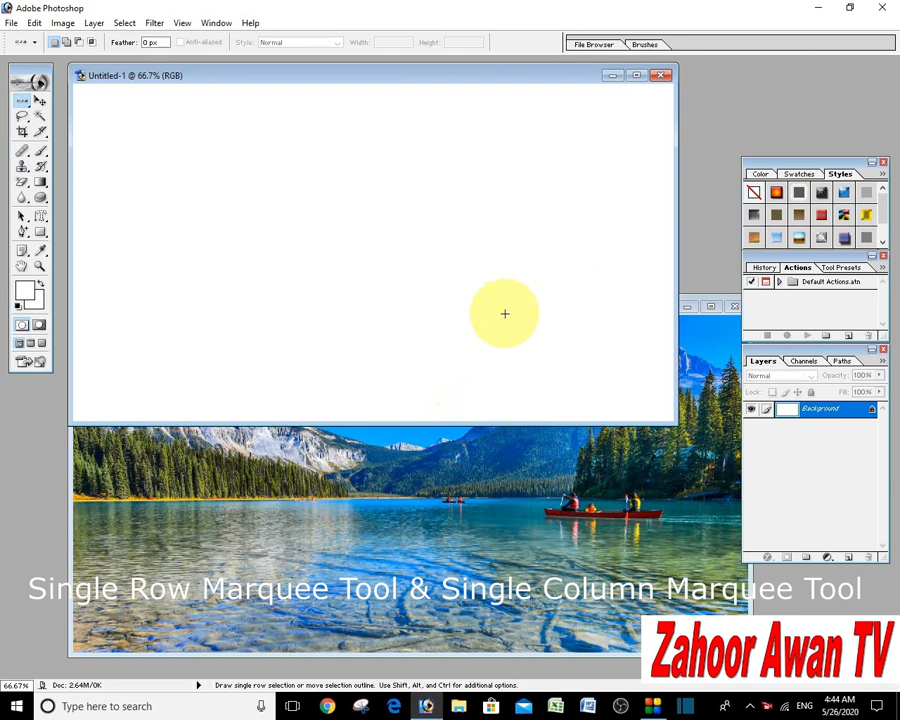 Adobe Photoshop
File Edit Image Layer Select Filter View Window Help
Feather: 0 px Anti-aliased Style: Normal Width: Height: File Browser Brushes
Untitled-1 @ 66.7% (RGB)
Color Swatches Styles
History Actions Tool Presets
Default Actions.atn
Layers Channels Paths
Normal Opacity: 100%
Lock: Fill: 100%
Background
Single Row Marquee Tool & Single Column Marquee Tool
Zahoor Awan TV
66.67% Doc: 2.64M/0K Draw single row selection or move selection outline. Use Shift, Alt, and Ctrl for additional options.
Type here to search
ENG
4:44 AM
5/26/2020